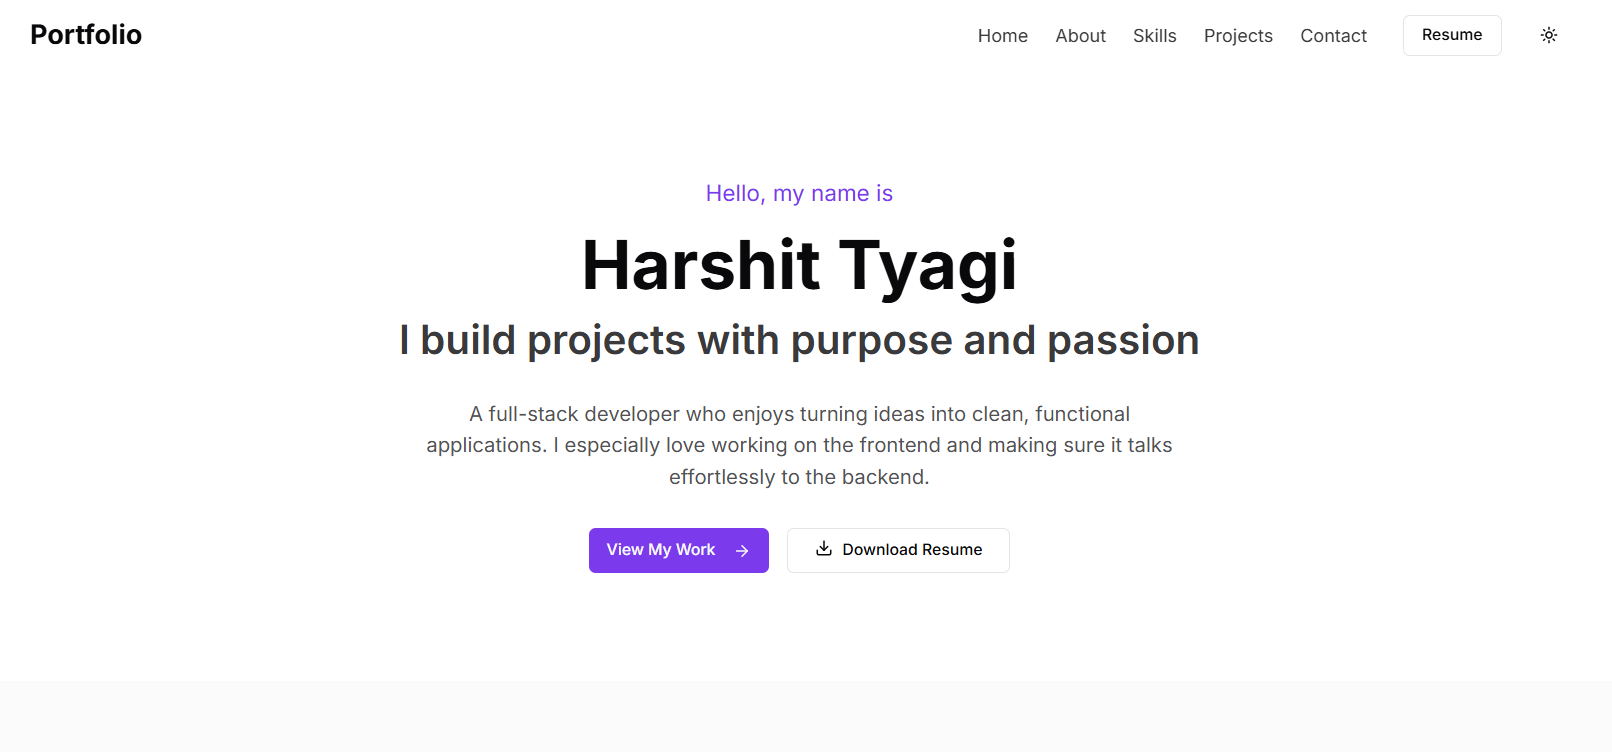 Portfolio
Home
About
Skills
Projects
Contact
Resume
Hello, my name is
Harshit Tyagi
I build projects with purpose and passion
A full-stack developer who enjoys turning ideas into clean, functional
applications. I especially love working on the frontend and making sure it talks
effortlessly to the backend.
View My Work
Download Resume